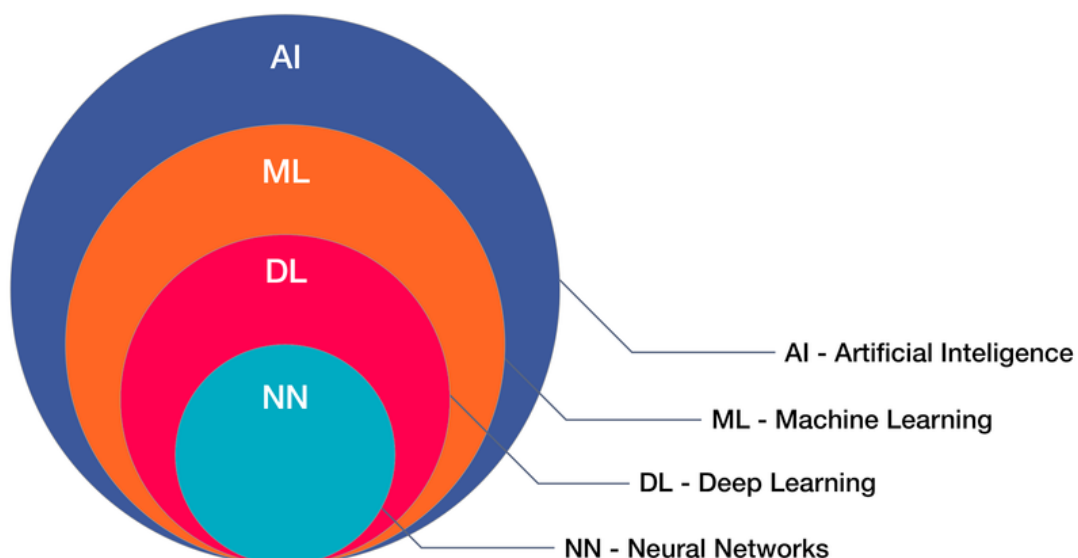 AI
ML
DL
NN
AI - Artificial Inteligence
ML - Machine Learning
DL - Deep Learning
NN - Neural Networks